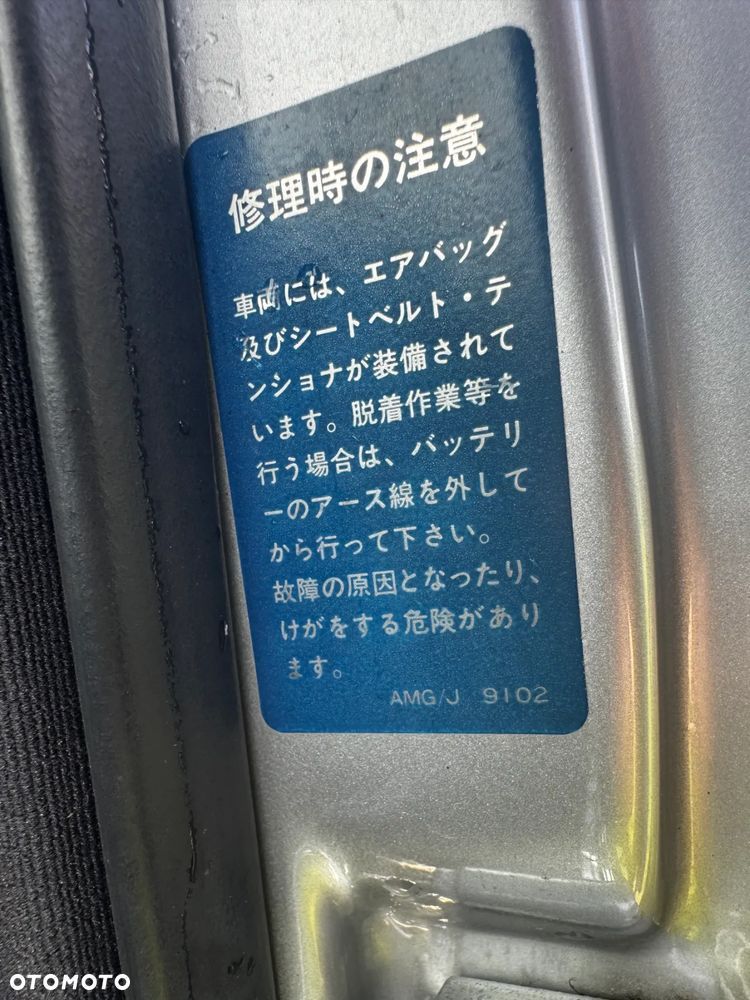 修理時の注意
車両には、エアバッグ
及びシートベルト・テ
ンショナが装備されて
います。脱着作業等を
行う場合は、バッテリ
ーのアース線を外して
から行って下さい。
故障の原因となったり、
けがをする危険があり
ます。
AMG/J 9102
OTOMOTO